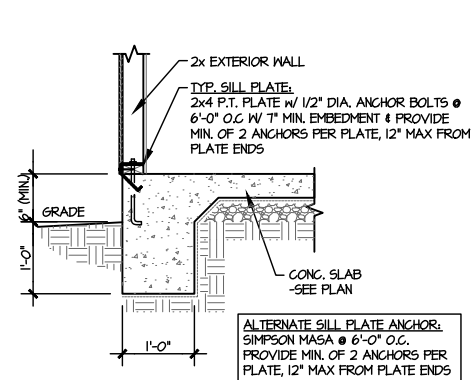 2x EXTERIOR WALL
TYP. SILL PLATE:
2x4 P.T. PLATE W/ 1/2" DIA. ANCHOR BOLTS @
6'-0" O.C W/ 7" MIN. EMBEDMENT & PROVIDE
MIN. OF 2 ANCHORS PER PLATE, 12" MAX FROM
PLATE ENDS
6" (MIN.)
GRADE
1'-0"
CONC. SLAB
-SEE PLAN
1'-0"
ALTERNATE SILL PLATE ANCHOR:
SIMPSON MASA @ 6'-0" O.C.
PROVIDE MIN. OF 2 ANCHORS PER
PLATE, 12" MAX FROM PLATE ENDS